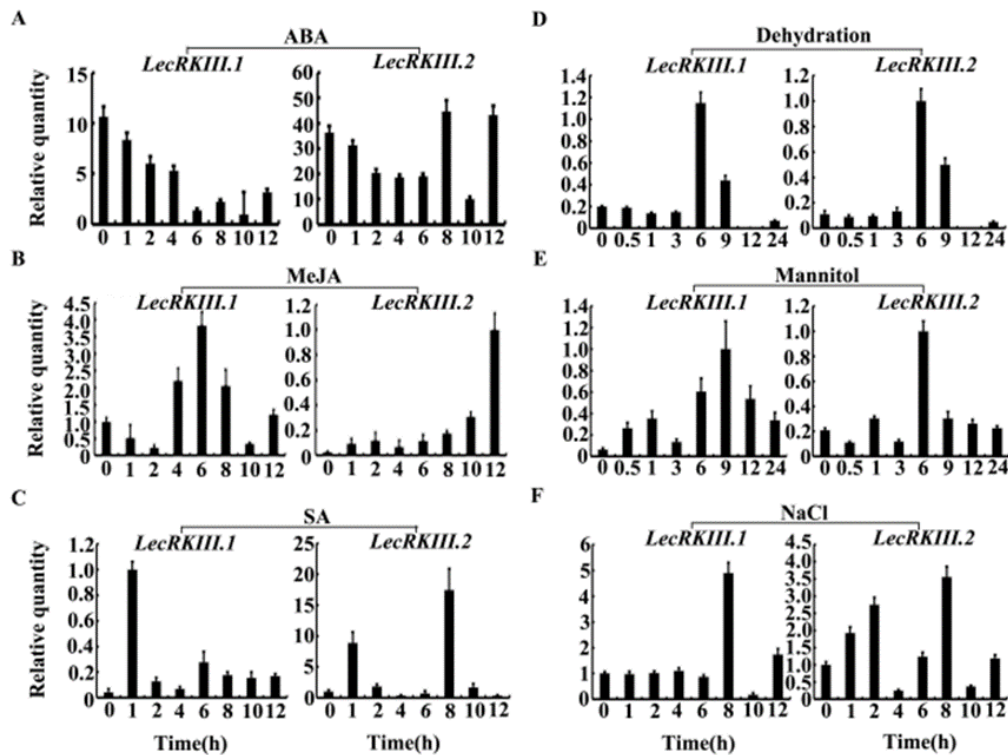 A
ABA
LecRKIII.1
LecRKIII.2
Relative quantity
15
10
5
0
0 1 2 4 6 8 10 12
60
50
40
30
20
10
0
0 1 2 4 6 8 10 12
B
MeJA
LecRKIII.1
LecRKIII.2
Relative quantity
4.5
4.0
3.5
3.0
2.5
2.0
1.5
1.0
0.5
0
0 1 2 4 6 8 10 12
1.4
1.2
1.0
0.8
0.6
0.4
0.2
0
0 1 2 4 6 8 10 12
C
SA
LecRKIII.1
LecRKIII.2
Relative quantity
1.2
1.0
0.8
0.6
0.4
0.2
0
0 1 2 4 6 8 10 12
25
20
15
10
5
0
0 1 2 4 6 8 10 12
Time(h)
Time(h)
D
Dehydration
LecRKIII.1
LecRKIII.2
1.4
1.2
1.0
0.8
0.6
0.4
0.2
0
0 0.5 1 3 6 9 12 24
1.4
1.2
1.0
0.8
0.6
0.4
0.2
0
0 0.5 1 3 6 9 12 24
E
Mannitol
LecRKIII.1
LecRKIII.2
1.4
1.2
1.0
0.8
0.6
0.4
0.2
0
0 0.5 1 3 6 9 12 24
1.4
1.2
1.0
0.8
0.6
0.4
0.2
0
0 0.5 1 3 6 9 12 24
F
NaCl
LecRKIII.1
LecRKIII.2
6
5
4
3
2
1
0
0 1 2 4 6 8 10 12
4.5
4.0
3.5
3.0
2.5
2.0
1.5
1.0
0.5
0
0 1 2 4 6 8 10 12
Time(h)
Time(h)